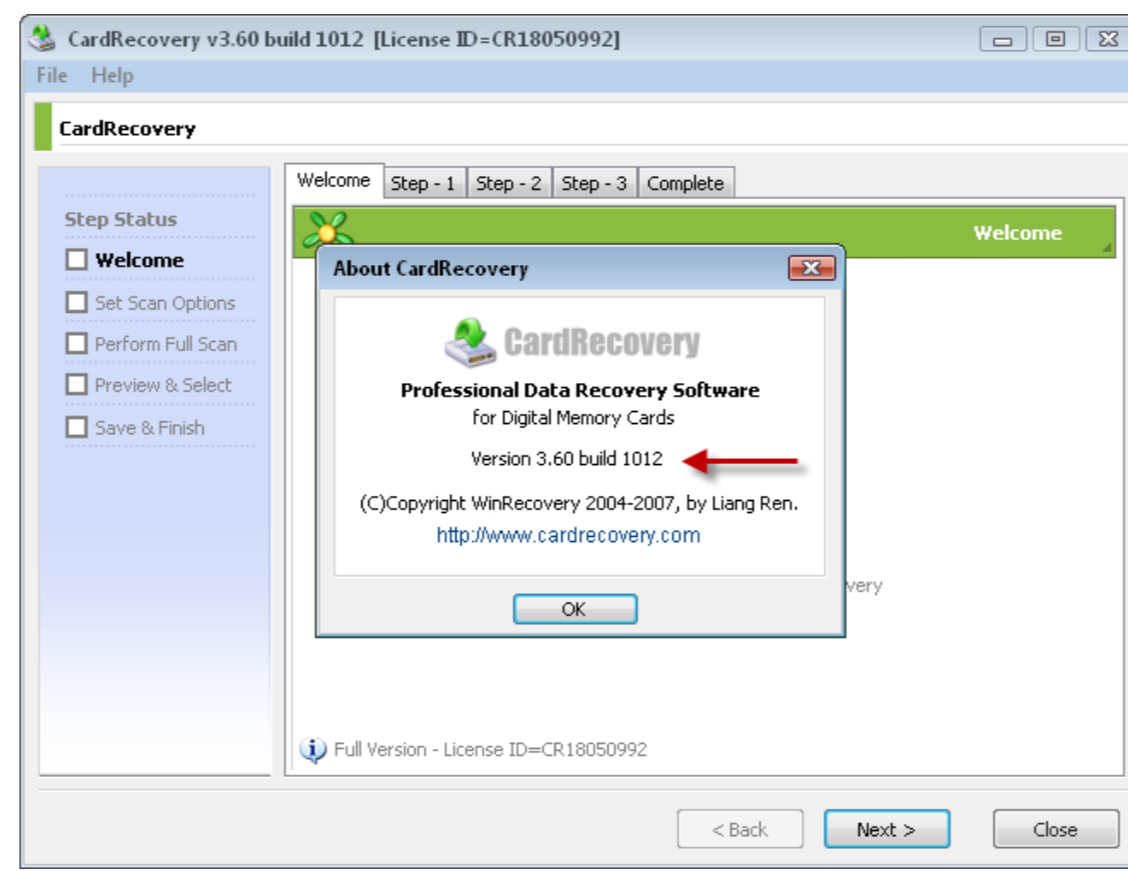 CardRecovery v3.60 build 1012 [License ID=CR18050992]
File Help
CardRecovery
Welcome Step - 1 Step - 2 Step - 3 Complete
Step Status
Welcome
Set Scan Options
Perform Full Scan
Preview & Select
Save & Finish
Welcome
About CardRecovery
CardRecovery
Professional Data Recovery Software
for Digital Memory Cards
Version 3.60 build 1012
(C)Copyright WinRecovery 2004-2007, by Liang Ren.
http://www.cardrecovery.com
OK
very
Full Version - License ID=CR18050992
< Back Next > Close